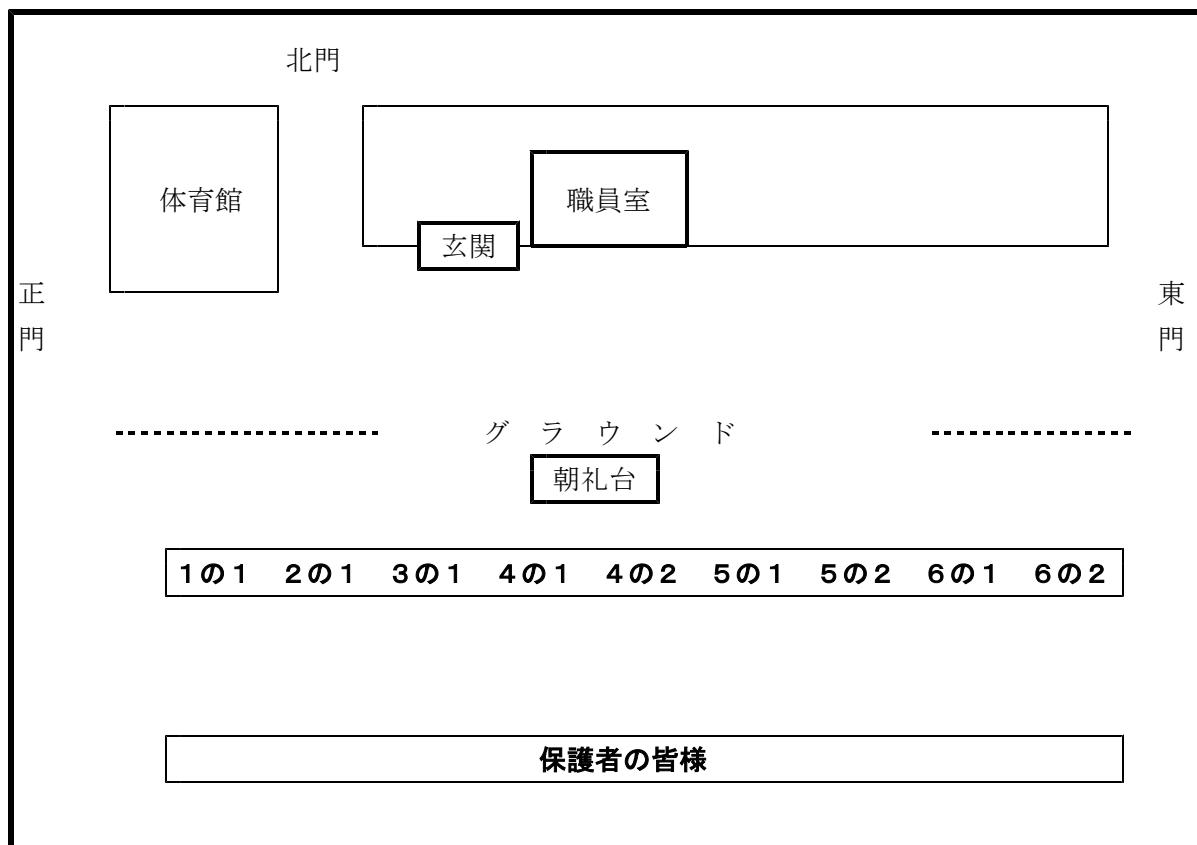 北門
体育館
職員室
玄関
正門
東門
グ ラ ウ ン ド
朝礼台
1の1 2の1 3の1 4の1 4の2 5の1 5の2 6の1 6の2
保護者の皆様